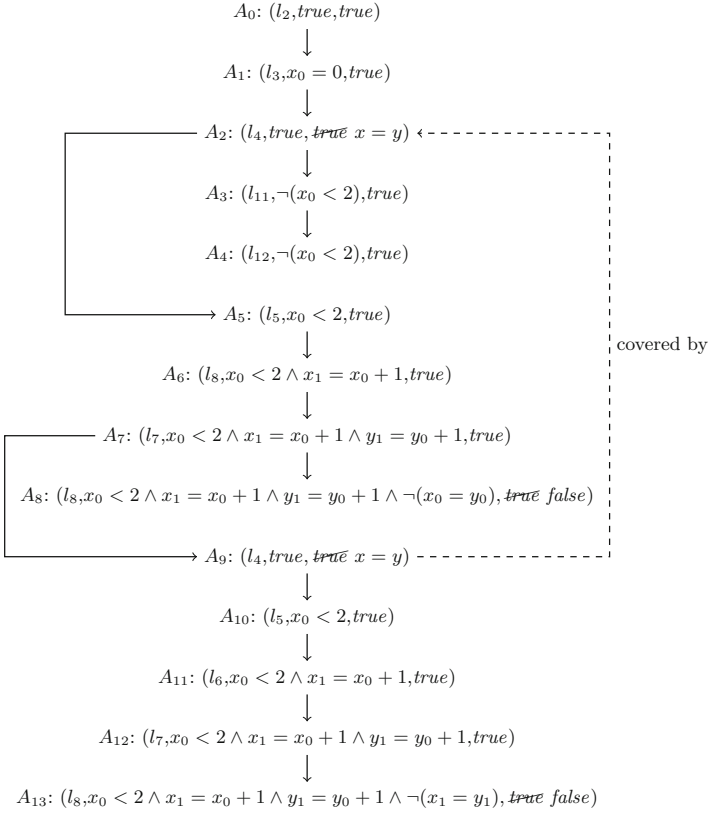 A₀: (l₂,true,true)
A₁: (l₃,x₀ = 0,true)
A₂: (l₄,true, ~~true~~ x = y)
A₃: (l₁₁,¬(x₀ < 2),true)
A₄: (l₁₂,¬(x₀ < 2),true)
A₅: (l₅,x₀ < 2,true)
covered by
A₆: (l₈,x₀ < 2 ∧ x₁ = x₀ + 1,true)
A₇: (l₇,x₀ < 2 ∧ x₁ = x₀ + 1 ∧ y₁ = y₀ + 1,true)
A₈: (l₈,x₀ < 2 ∧ x₁ = x₀ + 1 ∧ y₁ = y₀ + 1 ∧ ¬(x₀ = y₀), ~~true~~ false)
A₉: (l₄,true, ~~true~~ x = y)
A₁₀: (l₅,x₀ < 2,true)
A₁₁: (l₆,x₀ < 2 ∧ x₁ = x₀ + 1,true)
A₁₂: (l₇,x₀ < 2 ∧ x₁ = x₀ + 1 ∧ y₁ = y₀ + 1,true)
A₁₃: (l₈,x₀ < 2 ∧ x₁ = x₀ + 1 ∧ y₁ = y₀ + 1 ∧ ¬(x₁ = y₁), ~~true~~ false)